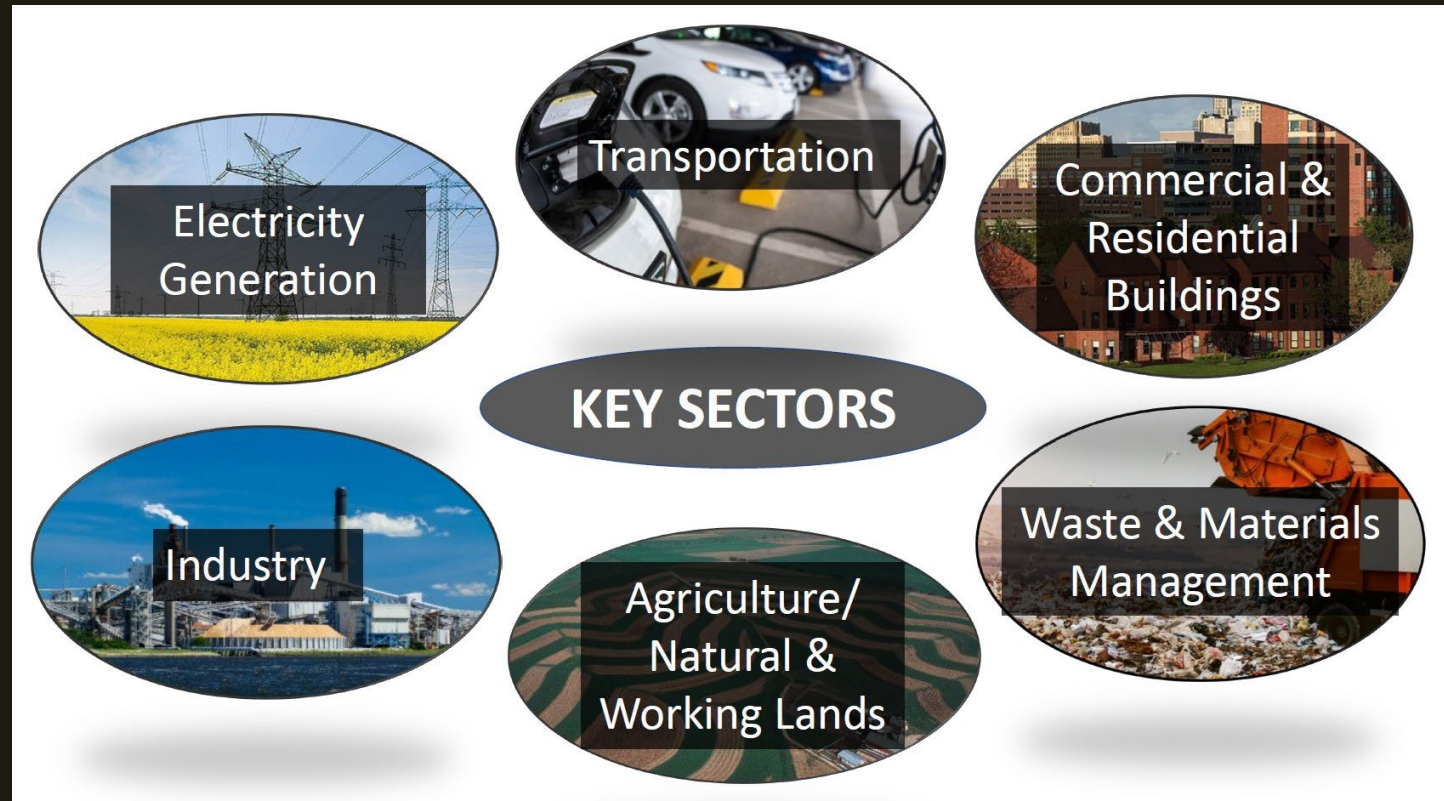 Transportation
Electricity
Generation
Commercial &
Residential
Buildings
KEY SECTORS
Industry
Agriculture/
Natural &
Working Lands
Waste & Materials
Management